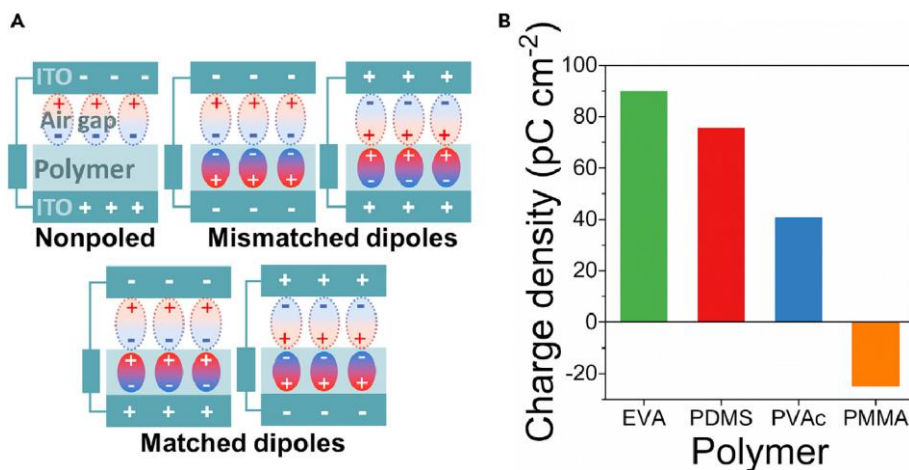 A
ITO - - -
+ + +
Air gap
- - -
Polymer
ITO + + +
Nonpoled
- - -
+ + +
- - -
- - -
+ + +
- - -
+ + +
- - -
+ + +
+ + +
- - -
+ + +
Mismatched dipoles
- - -
+ + +
- - -
+ + +
- - -
+ + +
+ + +
- - -
+ + +
- - -
+ + +
- - -
Matched dipoles
B
Charge density (pC cm⁻²)
100
80
60
40
20
0
-20
EVA PDMS PVAc PMMA
Polymer